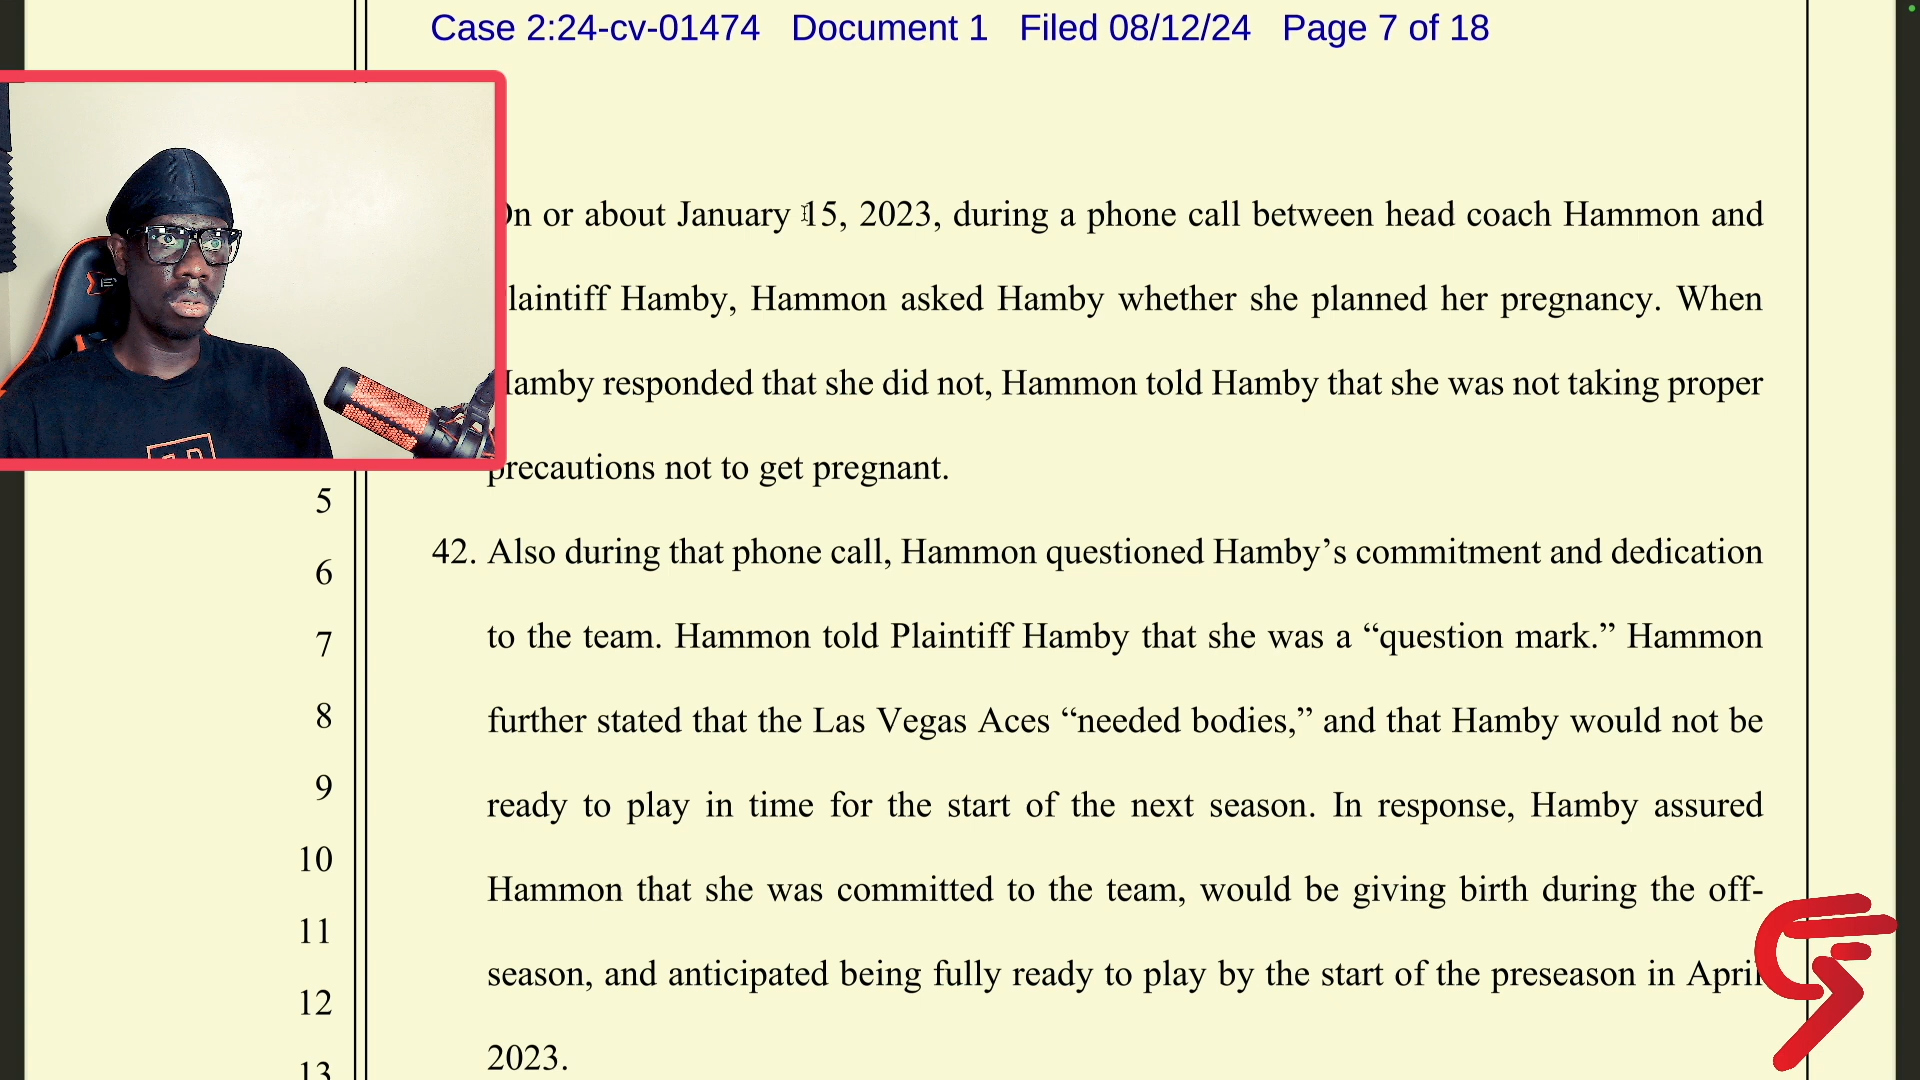 Case 2:24-cv-01474 Document 1 Filed 08/12/24 Page 7 of 18
On or about January 15, 2023, during a phone call between head coach Hammon and
Plaintiff Hamby, Hammon asked Hamby whether she planned her pregnancy. When
Hamby responded that she did not, Hammon told Hamby that she was not taking proper
precautions not to get pregnant.
5
42. Also during that phone call, Hammon questioned Hamby’s commitment and dedication
6
to the team. Hammon told Plaintiff Hamby that she was a “question mark.” Hammon
7
further stated that the Las Vegas Aces “needed bodies,” and that Hamby would not be
8
ready to play in time for the start of the next season. In response, Hamby assured
9
Hammon that she was committed to the team, would be giving birth during the off-
10
season, and anticipated being fully ready to play by the start of the preseason in April
11
2023.
12
13